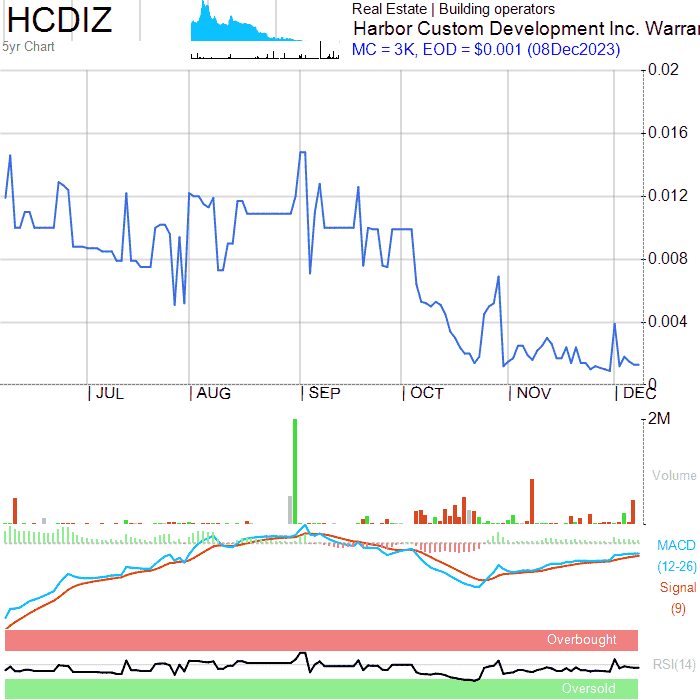 HCDIZ
5yr Chart
Real Estate | Building operators
Harbor Custom Development Inc. Warra
MC = 3K, EOD = $0.001 (08Dec2023)
0.02
0.016
0.012
0.008
0.004
0
JUL AUG SEP OCT NOV DEC
2M
Volume
MACD
(12-26)
Signal
(9)
Overbought
RSI(14)
Oversold